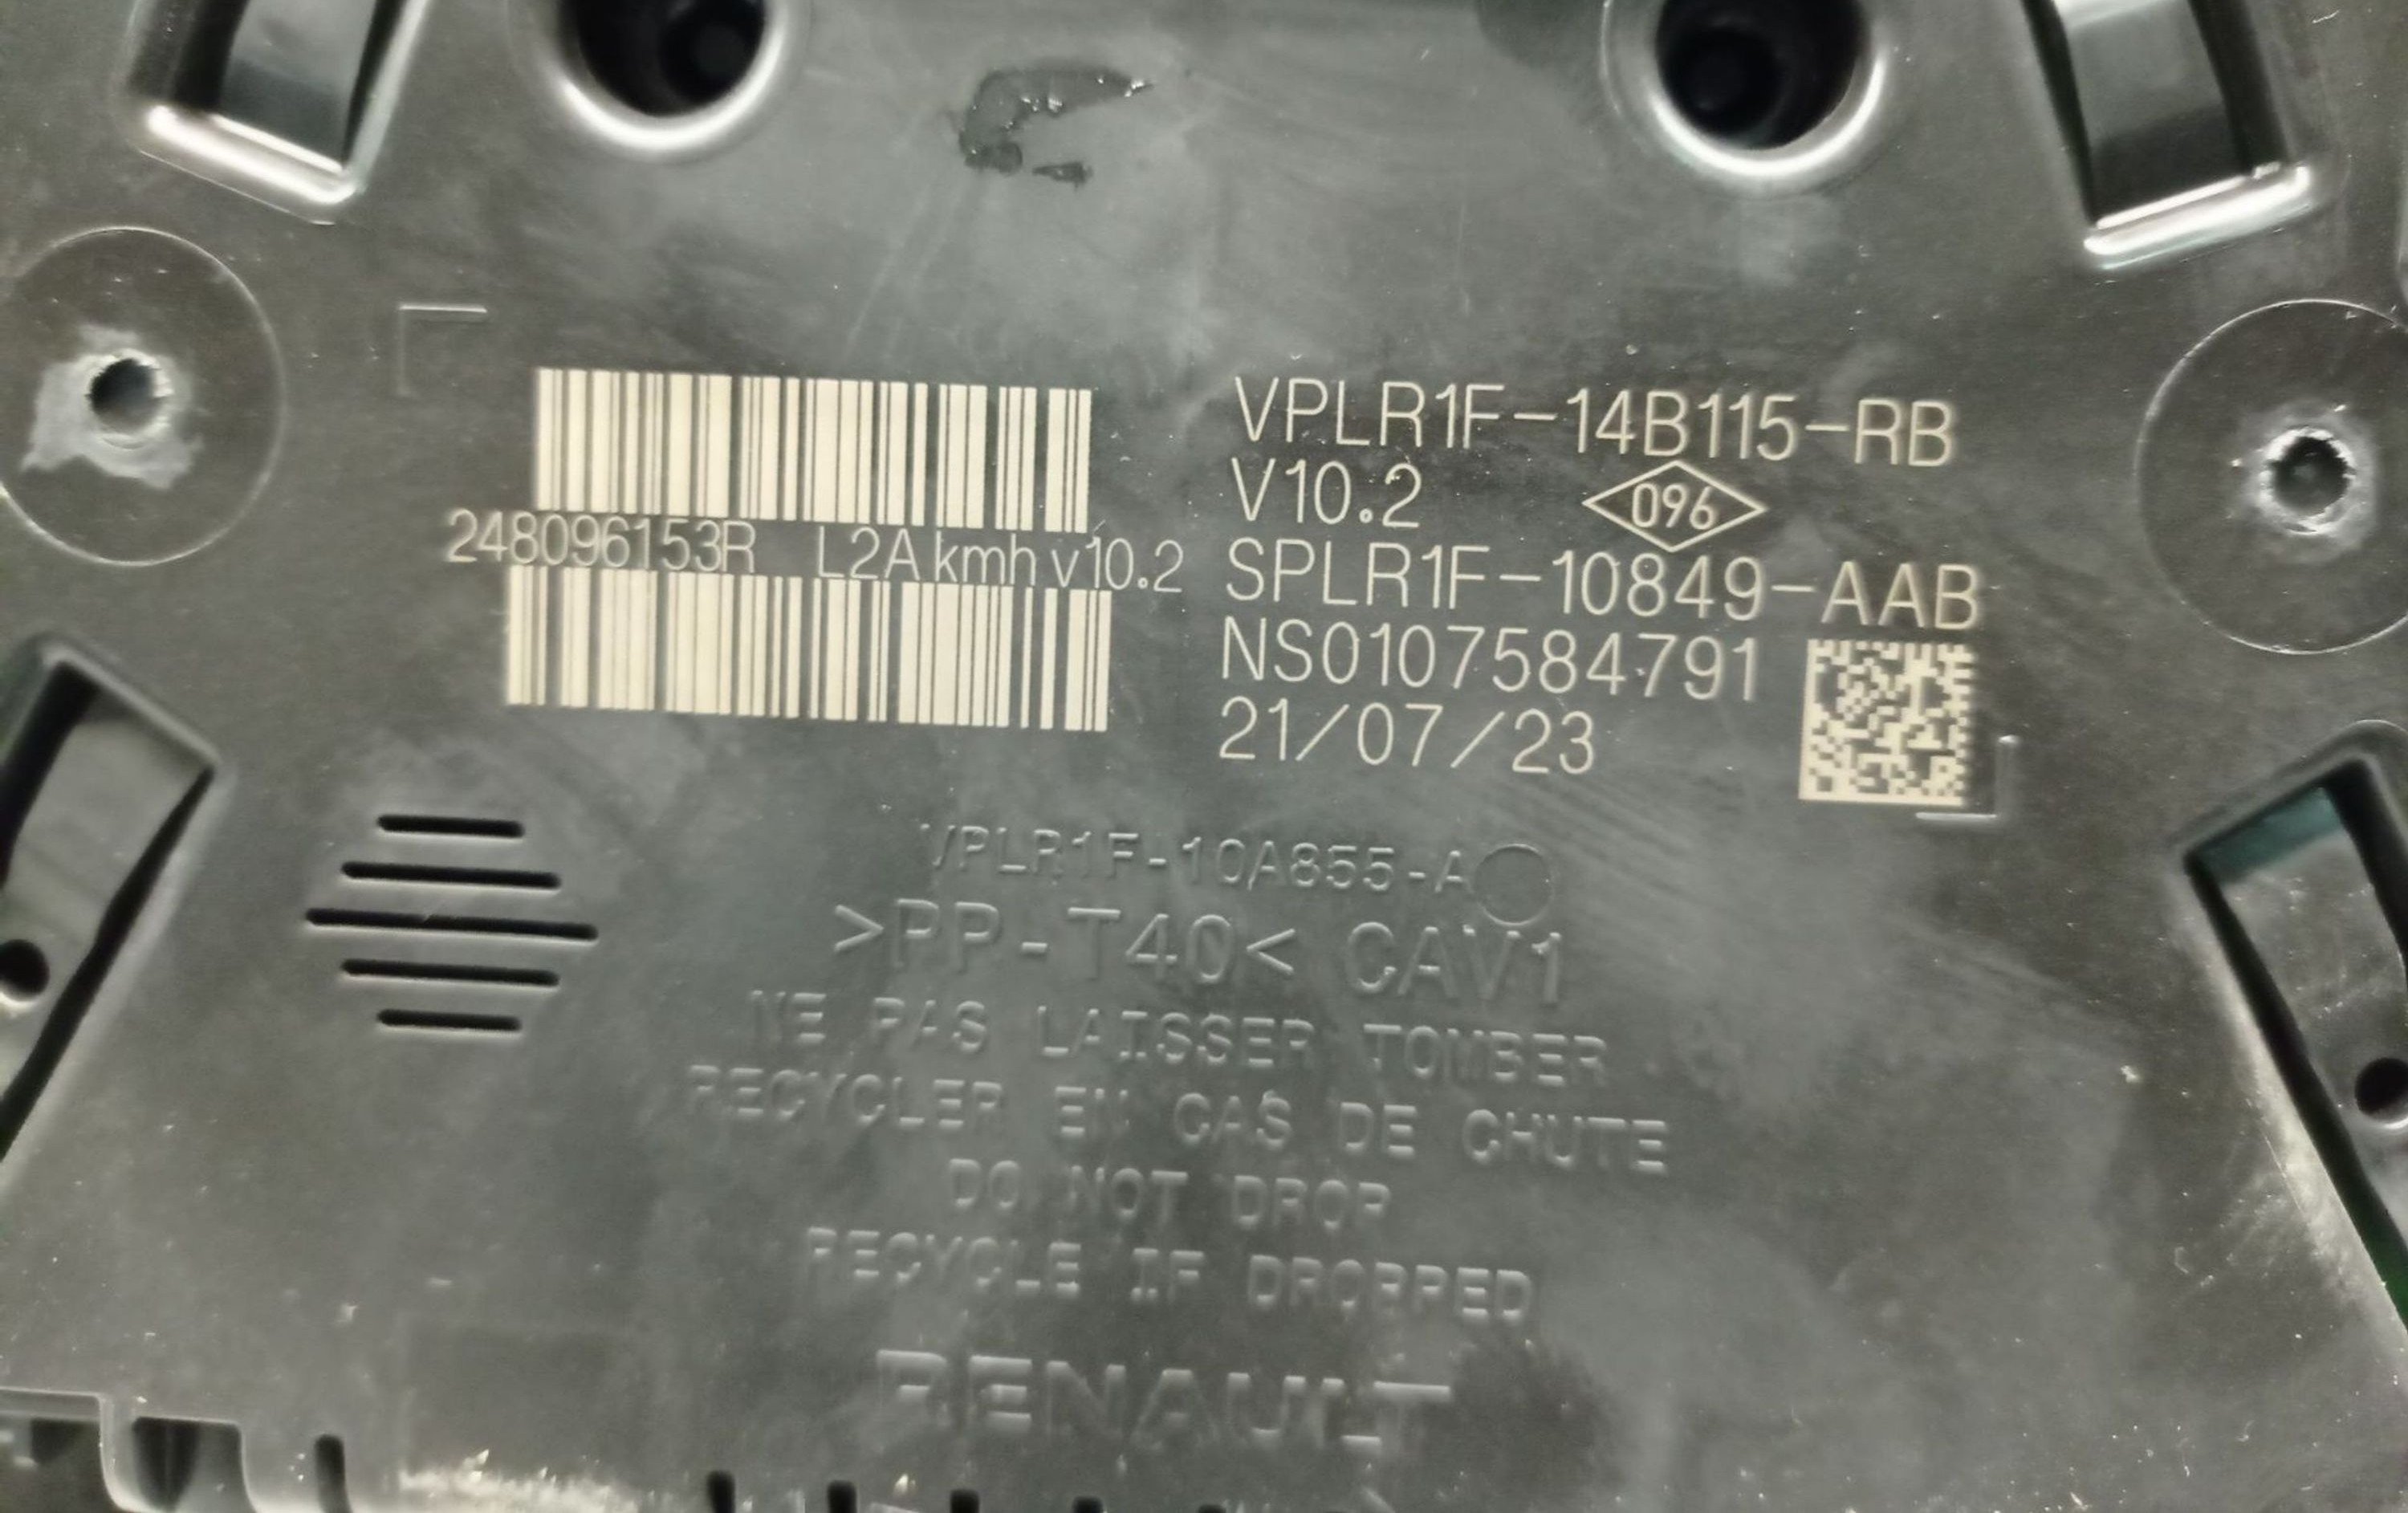 VPLR1F-14B115-RB
V10.2 096
248096153R L2A kmh v10.2
SPLR1F-10849-AAB
NS0107584791
21/07/23
VPLR1F-10A855-A
>PP-T40< CAV1
NE PAS LAISSER TOMBER
RECYCLER EN CAS DE CHUTE
DO NOT DROP
RECYCLE IF DROPPED
RENAULT